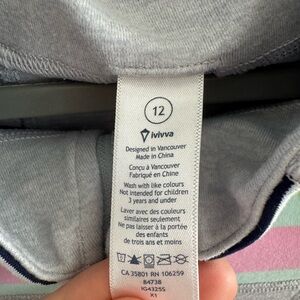 12
ivivva
Designed in Vancouver
Made in China
Conçu à Vancouver
Fabriqué en Chine
Wash with like colours
Not intended for children
3 years and under
Laver avec des couleurs
similaires seulement
Ne pas laisser à la portée
des enfants
de trois ans et moins
CA 35801 RN 106259
84738
IG432SS
X1